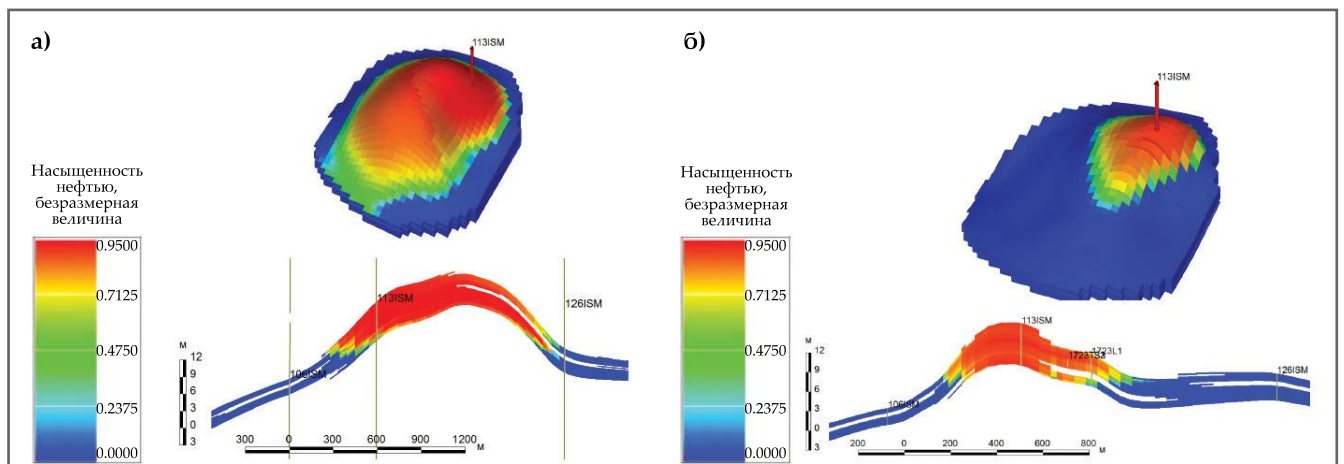 а)
113ISM
Насыщенность
нефтью,
безразмерная
величина
0.9500
0.7125
0.4750
0.2375
0.0000
113ISM
126ISM
106ISM
м
12
9
6
3
0
3
300 0 300 600 900 1200 м
б)
113ISM
Насыщенность
нефтью,
безразмерная
величина
0.9500
0.7125
0.4750
0.2375
0.0000
113ISM
1723L1
106ISM
126ISM
м
12
9
6
3
0
3
200 0 200 400 600 800 м